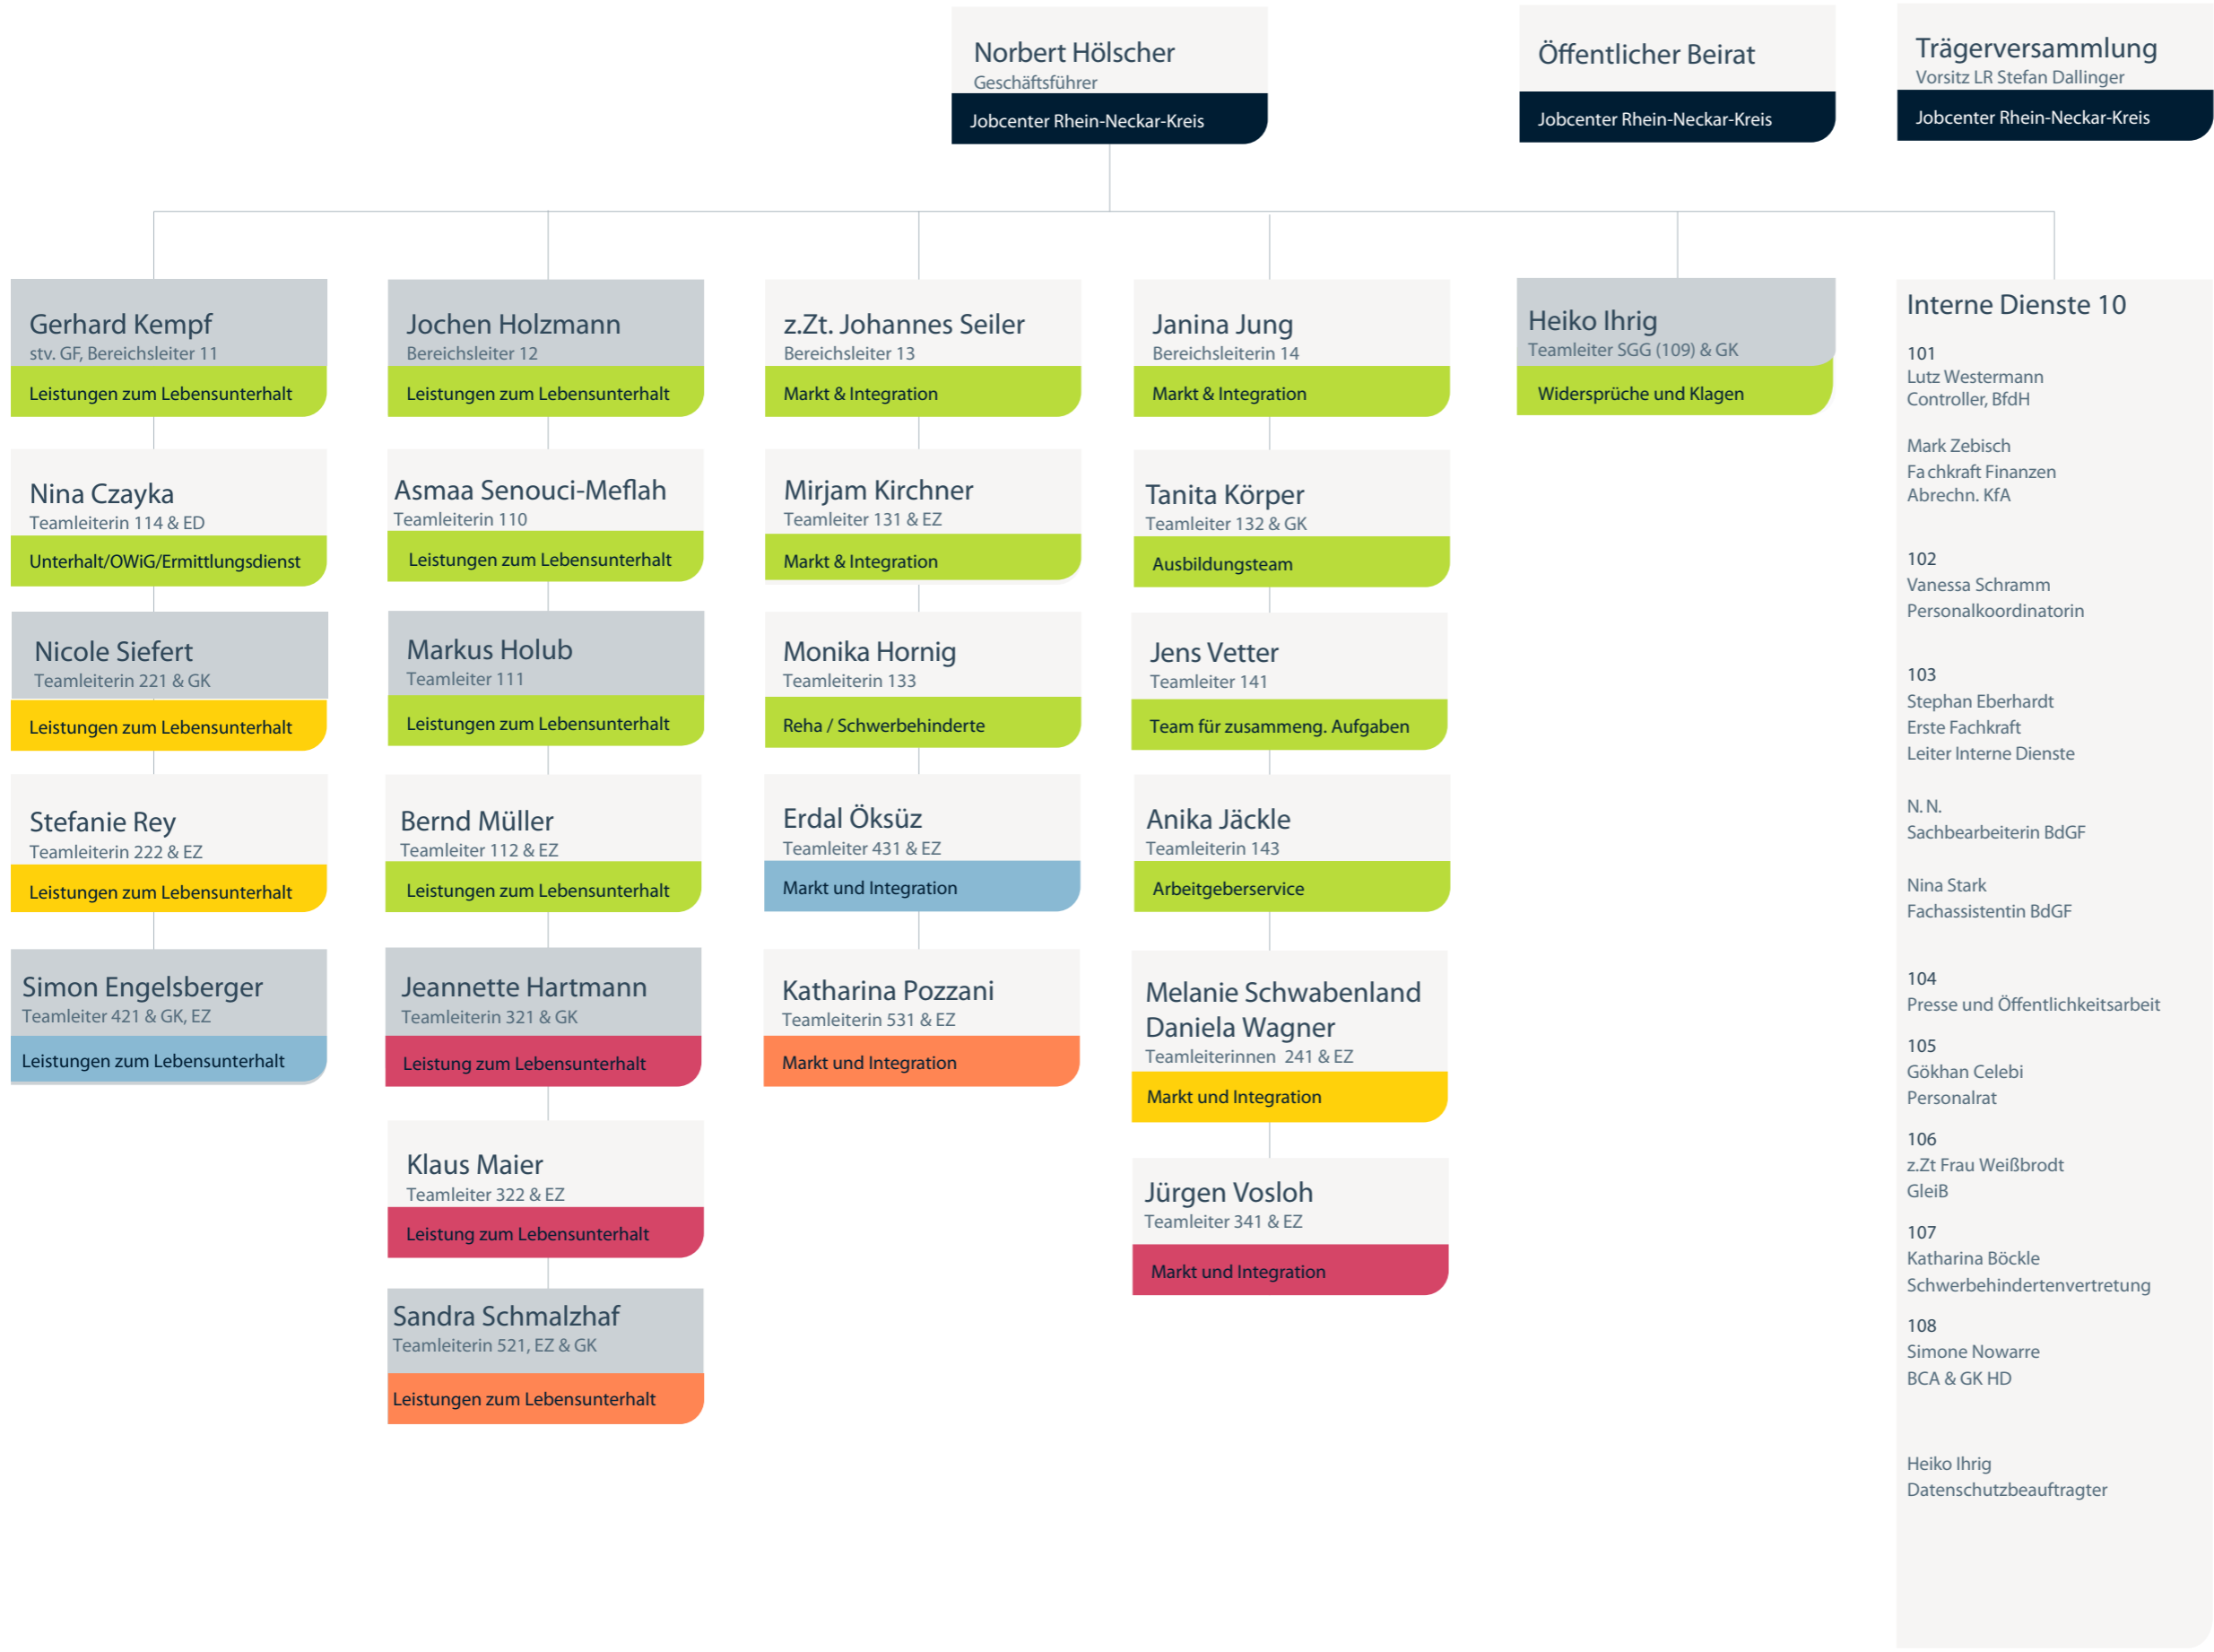 Norbert Hölscher
Geschäftsführer
Jobcenter Rhein-Neckar-Kreis
Öffentlicher Beirat
Jobcenter Rhein-Neckar-Kreis
Trägerversammlung
Vorsitz LR Stefan Dallinger
Jobcenter Rhein-Neckar-Kreis
Gerhard Kempf
stv. GF, Bereichsleiter 11
Leistungen zum Lebensunterhalt
Nina Czayka
Teamleiterin 114 & ED
Unterhalt/OWiG/Ermittlungsdienst
Nicole Siefert
Teamleiterin 221 & GK
Leistungen zum Lebensunterhalt
Stefanie Rey
Teamleiterin 222 & EZ
Leistungen zum Lebensunterhalt
Simon Engelsberger
Teamleiter 421 & GK, EZ
Leistungen zum Lebensunterhalt
Jochen Holzmann
Bereichsleiter 12
Leistungen zum Lebensunterhalt
Asmaa Senouci-Meflah
Teamleiterin 110
Leistungen zum Lebensunterhalt
Markus Holub
Teamleiter 111
Leistungen zum Lebensunterhalt
Bernd Müller
Teamleiter 112 & EZ
Leistungen zum Lebensunterhalt
Jeannette Hartmann
Teamleiterin 321 & GK
Leistung zum Lebensunterhalt
Klaus Maier
Teamleiter 322 & EZ
Leistung zum Lebensunterhalt
Sandra Schmalzhaf
Teamleiterin 521, EZ & GK
Leistungen zum Lebensunterhalt
z.Zt. Johannes Seiler
Bereichsleiter 13
Markt & Integration
Mirjam Kirchner
Teamleiter 131 & EZ
Markt & Integration
Monika Hornig
Teamleiterin 133
Reha / Schwerbehinderte
Erdal Öksüz
Teamleiter 431 & EZ
Markt und Integration
Katharina Pozzani
Teamleiterin 531 & EZ
Markt und Integration
Janina Jung
Bereichsleiterin 14
Markt & Integration
Tanita Körper
Teamleiter 132 & GK
Ausbildungsteam
Jens Vetter
Teamleiter 141
Team für zusammeng. Aufgaben
Anika Jäckle
Teamleiterin 143
Arbeitgeberservice
Melanie Schwabenland
Daniela Wagner
Teamleiterinnen 241 & EZ
Markt und Integration
Jürgen Vosloh
Teamleiter 341 & EZ
Markt und Integration
Heiko Ihrig
Teamleiter SGG (109) & GK
Widersprüche und Klagen
Interne Dienste 10
101
Lutz Westermann
Controller, BfdH
Mark Zebisch
Fachkraft Finanzen
Abrechn. KfA
102
Vanessa Schramm
Personalkoordinatorin
103
Stephan Eberhardt
Erste Fachkraft
Leiter Interne Dienste
N. N.
Sachbearbeiterin BdGF
Nina Stark
Fachassistentin BdGF
104
Presse und Öffentlichkeitsarbeit
105
Gökhan Celebi
Personalrat
106
z.Zt Frau Weißbrodt
GleiB
107
Katharina Böckle
Schwerbehindertenvertretung
108
Simone Nowarre
BCA & GK HD
Heiko Ihrig
Datenschutzbeauftragter